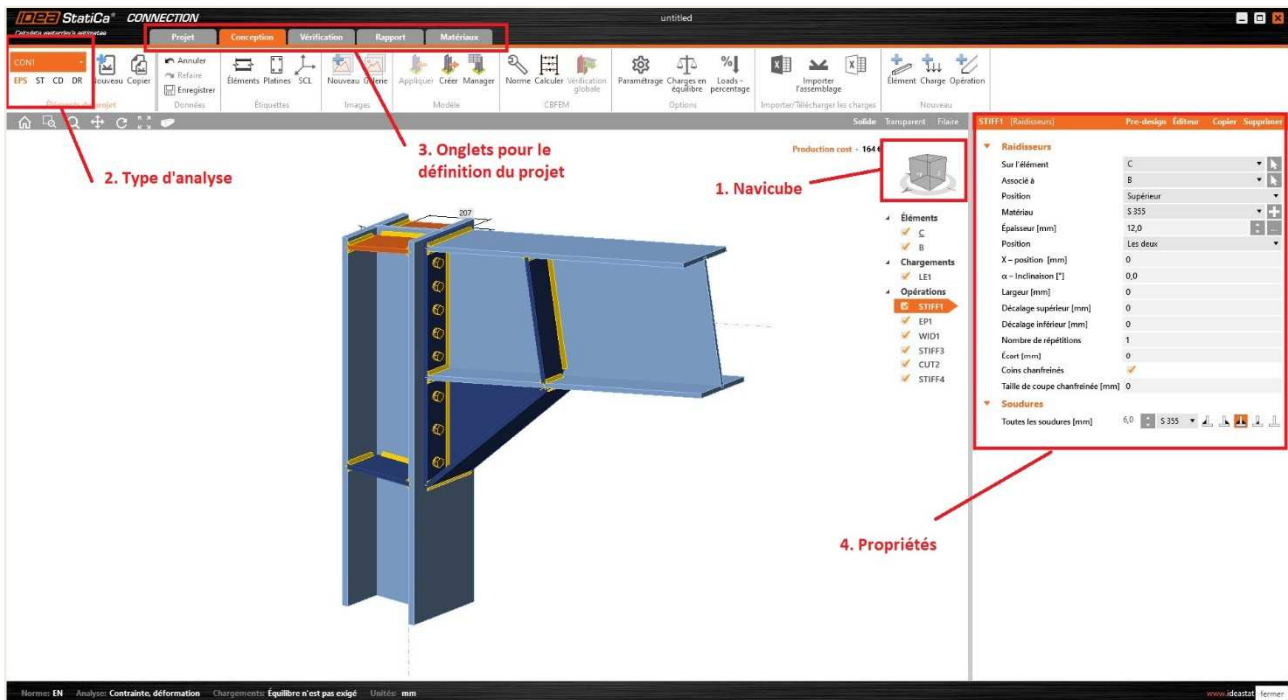 IDEA StatiCa® CONNECTION
untitled
Calculate yesterday's estimates
Projet Conception Vérification Rapport Matériaux
CON1
EPS ST CD DR
Nouveau Copier
Annuler
Refaire
Enregistrer
Éléments Platines SCL
Nouveau Galerie
Appliquer Créer Manager
Norme Calculer Vérification globale
Paramétrage Charges en équilibre Loads - percentage
Importer l'assemblage
Élément Charge Opération
Éléments du projet
Données
Étiquettes
Images
Modèle
CBFEM
Options
Importer/Télécharger les charges
Nouveau
Solide Transparent Filaire
Production cost - 164 €
2. Type d'analyse
3. Onglets pour le
définition du projet
1. Navicube
207
Éléments
C
B
Chargements
LE1
Opérations
STIFF1
EP1
WID1
STIFF3
CUT2
STIFF4
STIFF1 [Raidisseurs] Pre-design Éditeur Copier Supprimer
Raidisseurs
Sur l'élément C
Associé à B
Position Supérieur
Matériau S 355
Épaisseur [mm] 12,0
Position Les deux
X – position [mm] 0
α – Inclinaison [°] 0,0
Largeur [mm] 0
Décalage supérieur [mm] 0
Décalage inférieur [mm] 0
Nombre de répétitions 1
Écart [mm] 0
Coins chanfreinés
Taille de coupe chanfreinée [mm] 0
Soudures
Toutes les soudures [mm] 6,0 S 355
4. Propriétés
Norme: EN Analyse: Contrainte, déformation Chargements: Équilibre n'est pas exigé Unités: mm
www.ideastat
fermer